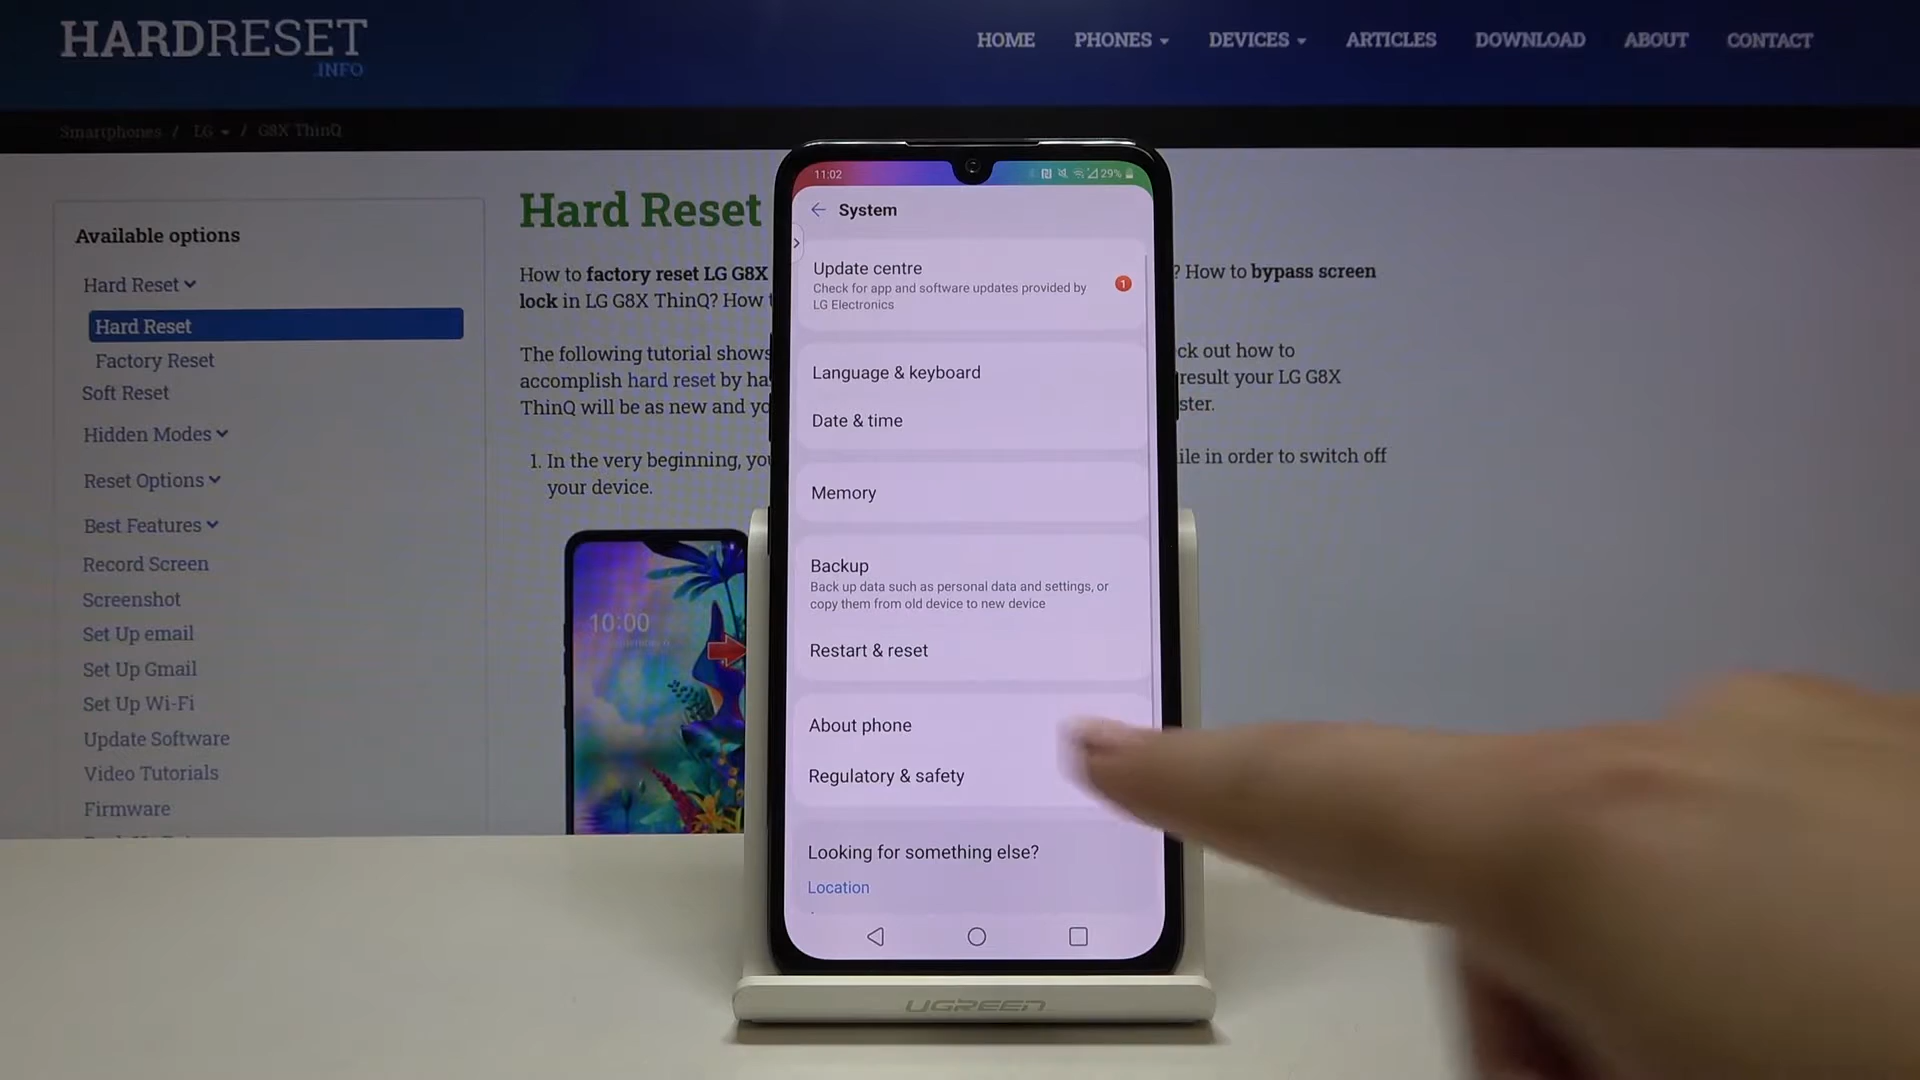 HARDRESET
.INFO
HOME PHONES DEVICES ARTICLES DOWNLOAD ABOUT CONTACT
Smartphones / LG / G8X ThinQ
Available options
Hard Reset
Hard Reset
Factory Reset
Soft Reset
Hidden Modes
Reset Options
Best Features
Record Screen
Screenshot
Set Up email
Set Up Gmail
Set Up Wi-Fi
Update Software
Video Tutorials
Firmware
Hard Reset
How to factory reset LG G8X ? How to bypass screen
lock in LG G8X ThinQ? How
The following tutorial shows ck out how to
accomplish hard reset by result your LG G8X
ThinQ will be as new and ster.
1. In the very beginning, ile in order to switch off
your device.
10:00
11:02 29%
System
Update centre
Check for app and software updates provided by
LG Electronics
1
Language & keyboard
Date & time
Memory
Backup
Back up data such as personal data and settings, or
copy them from old device to new device
Restart & reset
About phone
Regulatory & safety
Looking for something else?
Location
UGREEN